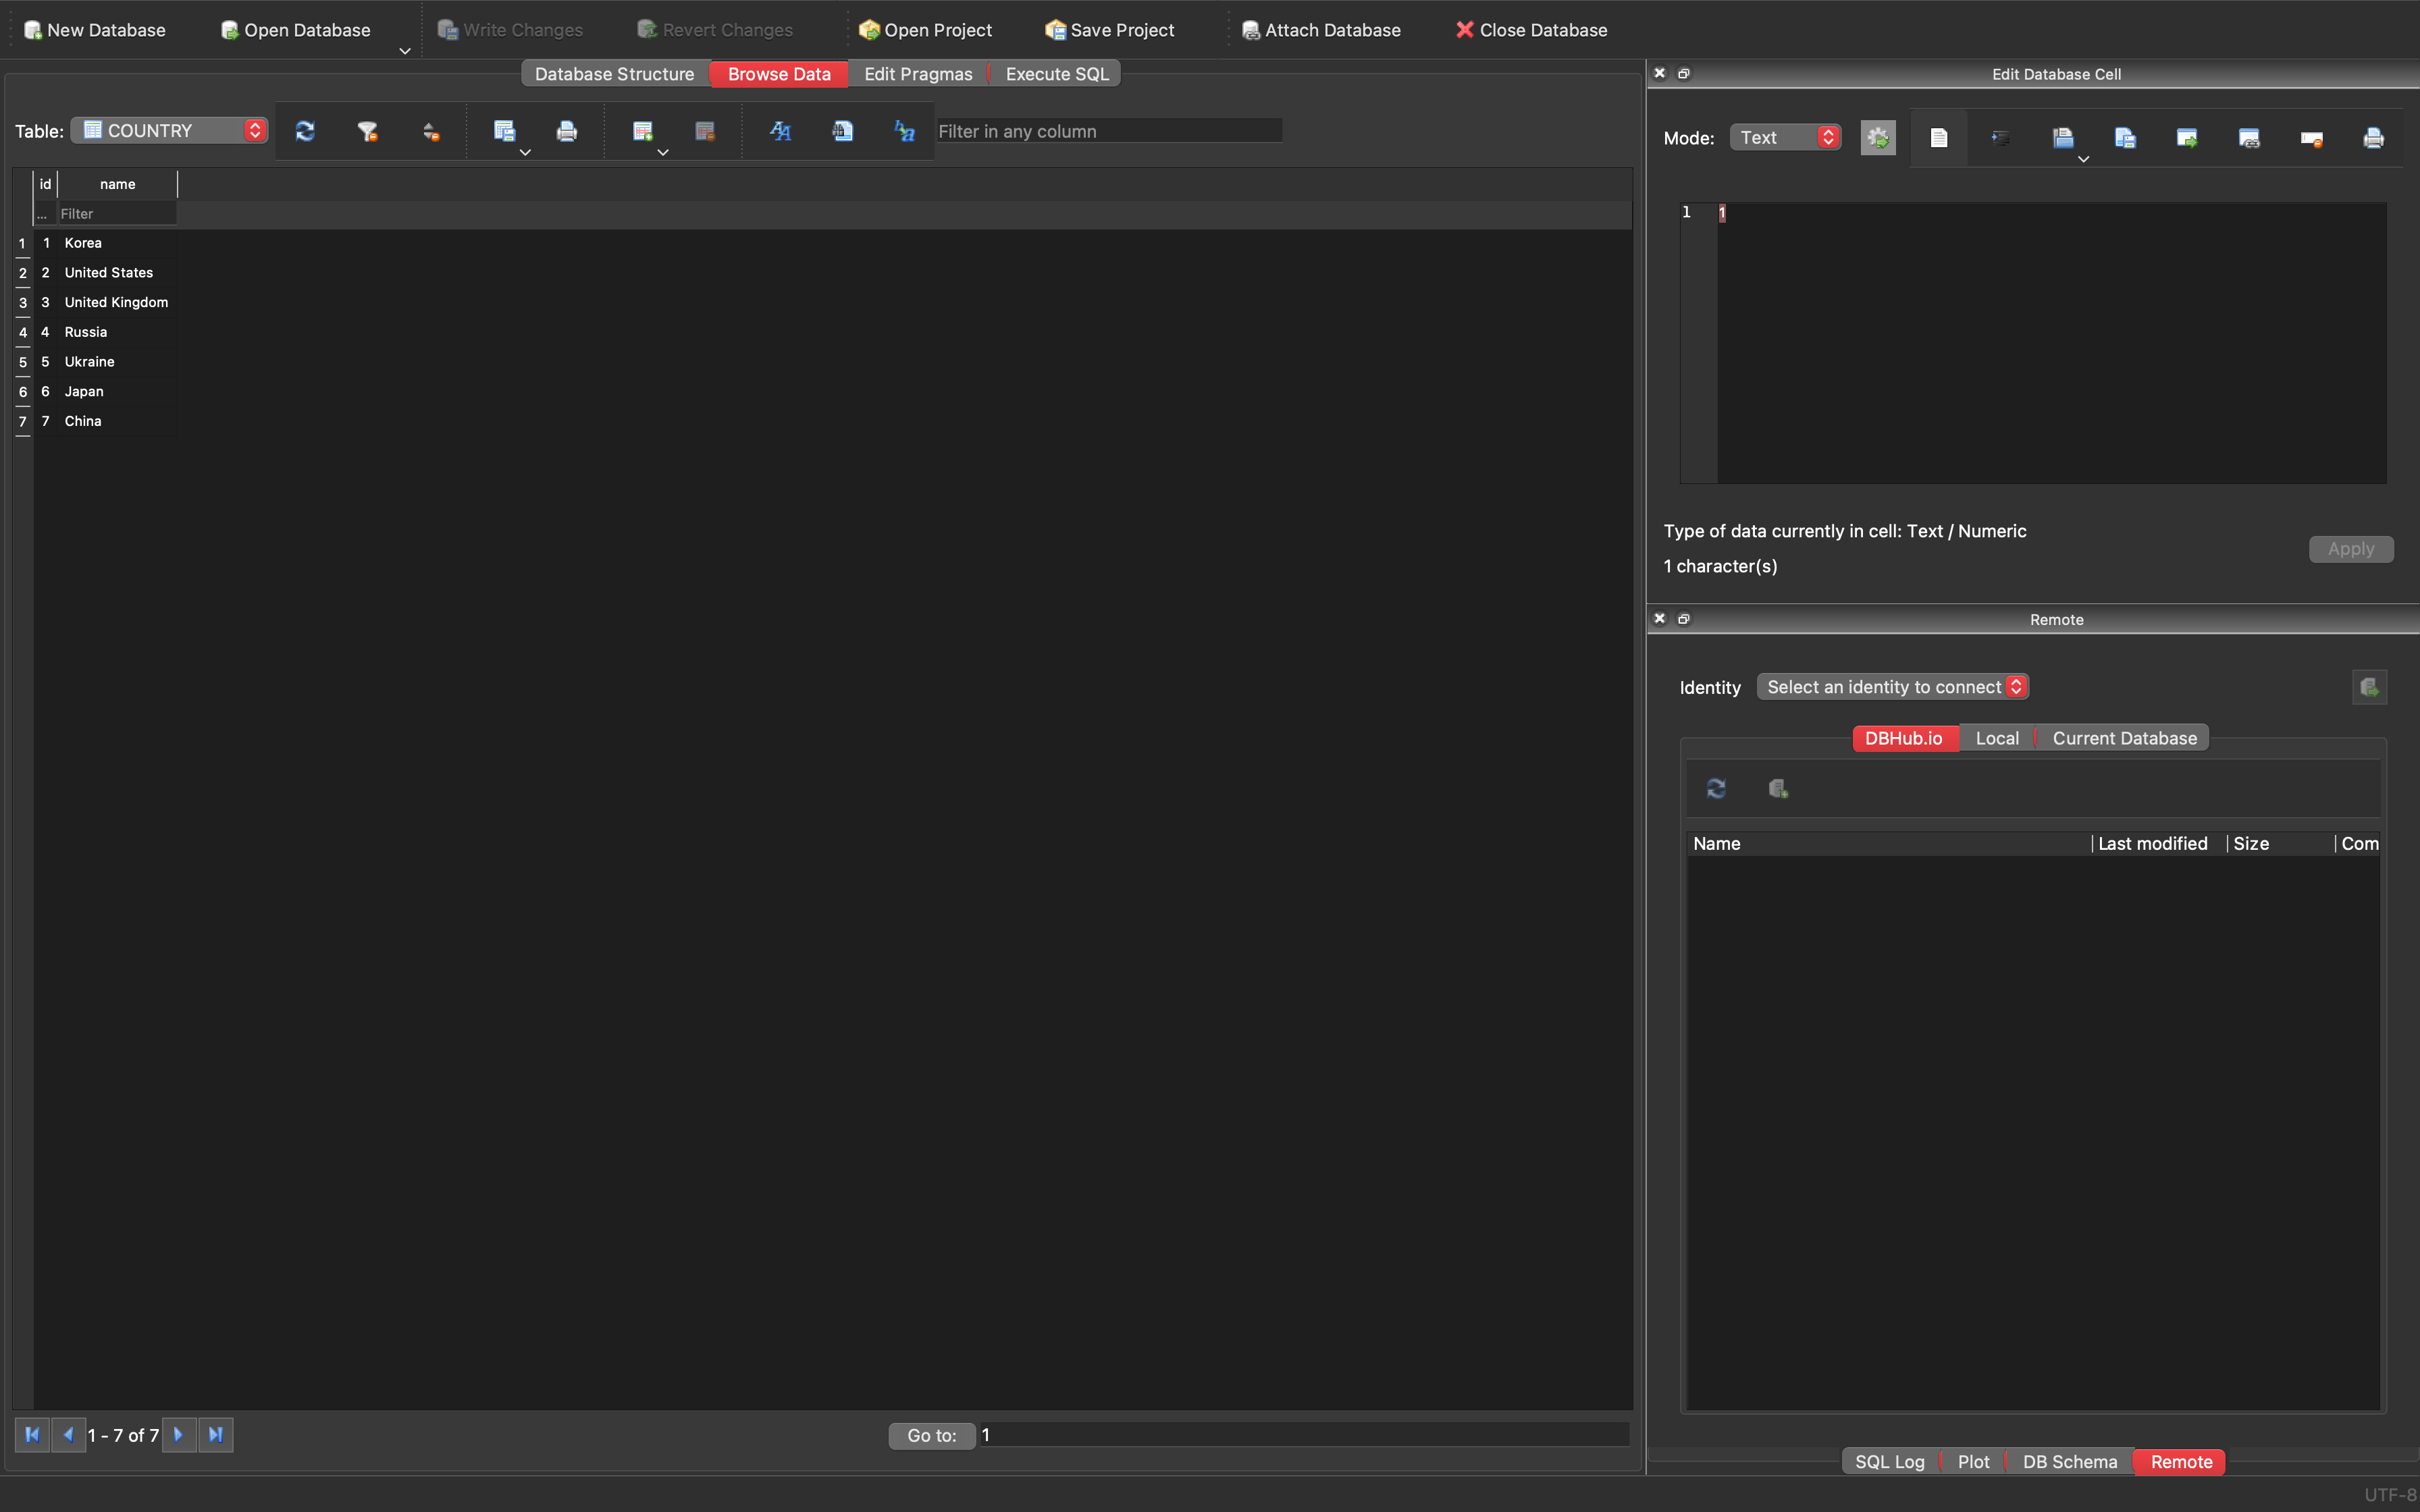 New Database Open Database Write Changes Revert Changes Open Project Save Project Attach Database Close Database
Database Structure Browse Data Edit Pragmas Execute SQL
Table: COUNTRY Filter in any column
id name
... Filter
1 1 Korea
2 2 United States
3 3 United Kingdom
4 4 Russia
5 5 Ukraine
6 6 Japan
7 7 China
1 - 7 of 7 Go to: 1
Edit Database Cell
Mode: Text
1 1
Type of data currently in cell: Text / Numeric
1 character(s)
Apply
Remote
Identity Select an identity to connect
DBHub.io Local Current Database
Name Last modified Size Com
SQL Log Plot DB Schema Remote
UTF-8